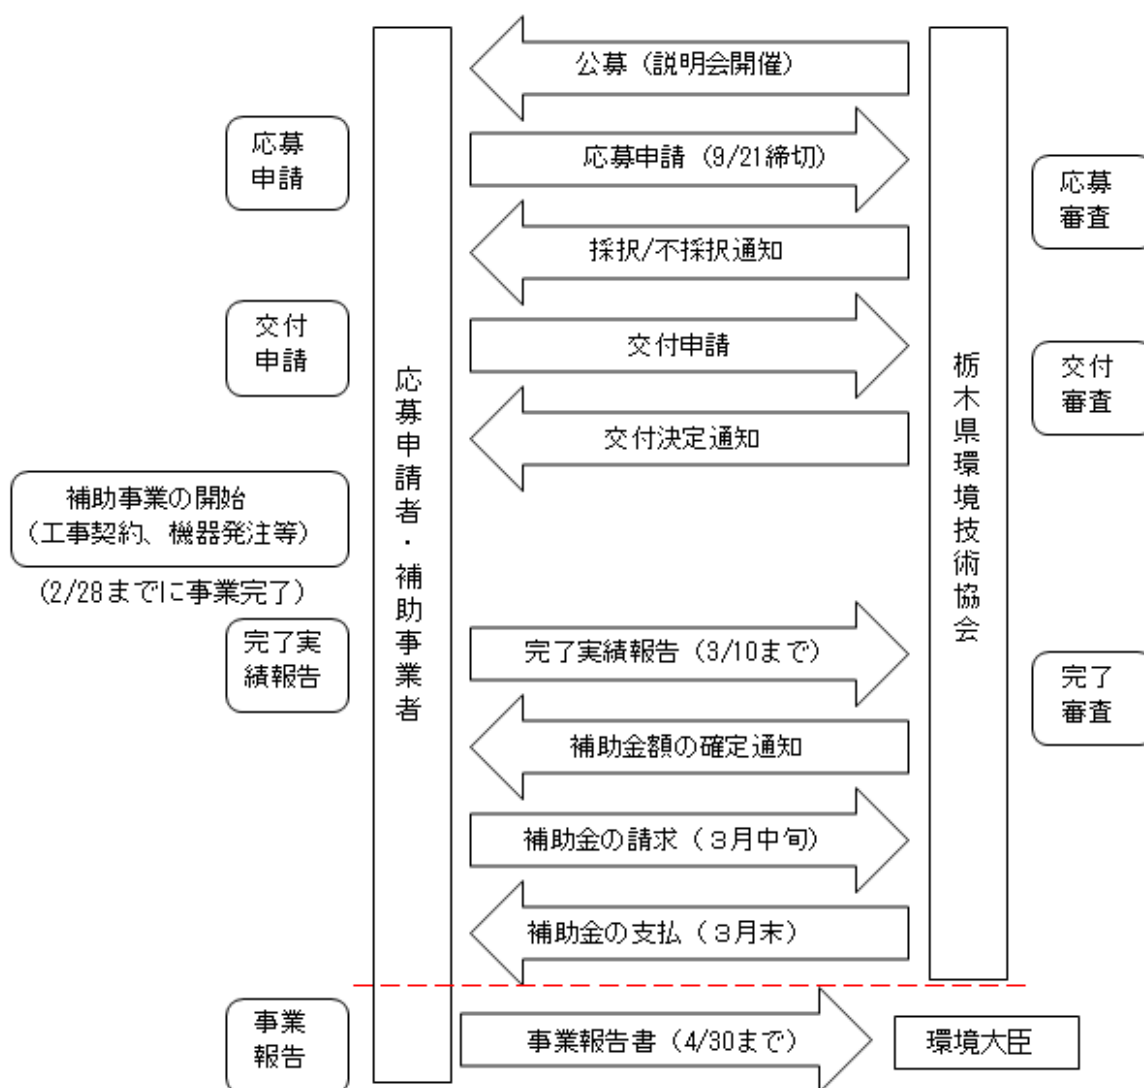 公募（説明会開催）
応募
申請
応募申請（9/21締切）
応募
審査
採択/不採択通知
交付
申請
交付申請
交付
審査
交付決定通知
応募申請者・補助事業者
栃木県環境技術協会
補助事業の開始
（工事契約、機器発注等）
（2/28までに事業完了）
完了実
績報告
完了実績報告（3/10まで）
完了
審査
補助金額の確定通知
補助金の請求（３月中旬）
補助金の支払（３月末）
事業
報告
事業報告書（4/30まで）
環境大臣